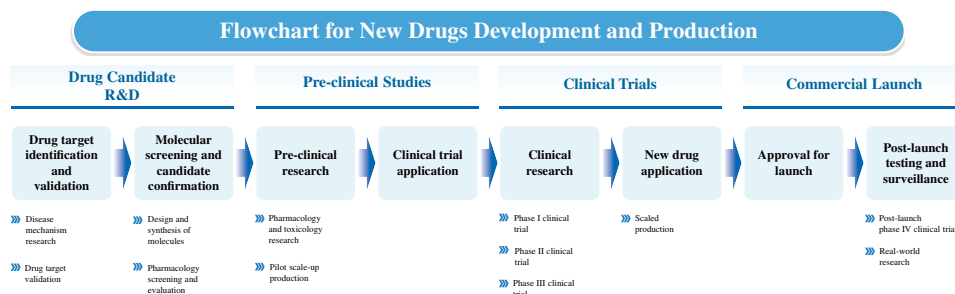 Flowchart for New Drugs Development and Production
Drug Candidate
R&D
Pre-clinical Studies
Clinical Trials
Commercial Launch
Drug target
identification
and
validation
Molecular
screening and
candidate
confirmation
Pre-clinical
research
Clinical trial
application
Clinical
research
New drug
application
Approval for
launch
Post-launch
testing and
surveillance
Disease
mechanism
research
Drug target
validation
Design and
synthesis of
molecules
Pharmacology
screening and
evaluation
Pharmacology
and toxicology
research
Pilot scale-up
production
Phase I clinical
trial
Phase II clinical
trial
Phase III clinical
trial
Scaled
production
Post-launch
phase IV clinical trial
Real-world
research